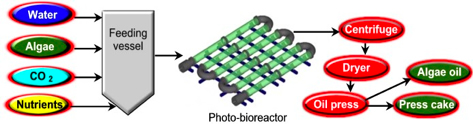 Water
Algae
CO2
Nutrients
Feeding
vessel
Photo-bioreactor
Centrifuge
Dryer
Oil press
Algae oil
Press cake